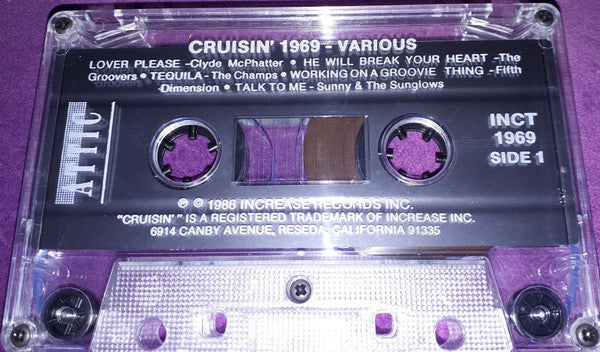 CRUISIN' 1969 - VARIOUS
LOVER PLEASE -Clyde McPhatter • HE WILL BREAK YOUR HEART -The
Groovers • TEQUILA - The Champs • WORKING ON A GROOVIE THING - Fifth
Dimension • TALK TO ME - Sunny & The Sunglows
ATTIC
INCT
1969
SIDE 1
℗ © 1986 INCREASE RECORDS INC.
"CRUISIN' " IS A REGISTERED TRADEMARK OF INCREASE INC.
6914 CANBY AVENUE, RESEDA, CALIFORNIA 91335